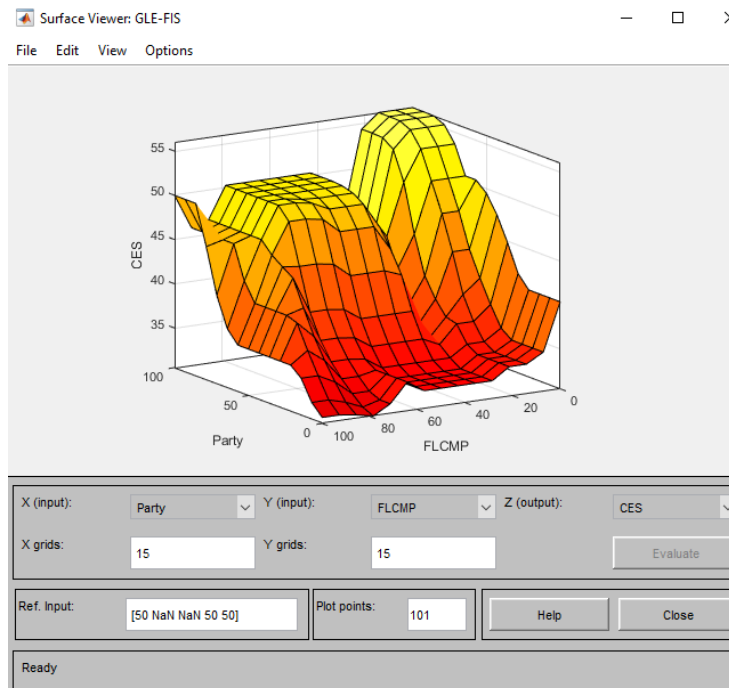 Surface Viewer: GLE-FIS
File Edit View Options
55
50
45
40
35
CES
100
50
0
Party
100
80
60
40
20
0
FLCMP
X (input): Party Y (input): FLCMP Z (output): CES
X grids: 15 Y grids: 15 Evaluate
Ref. Input: [50 NaN NaN 50 50] Plot points: 101 Help Close
Ready